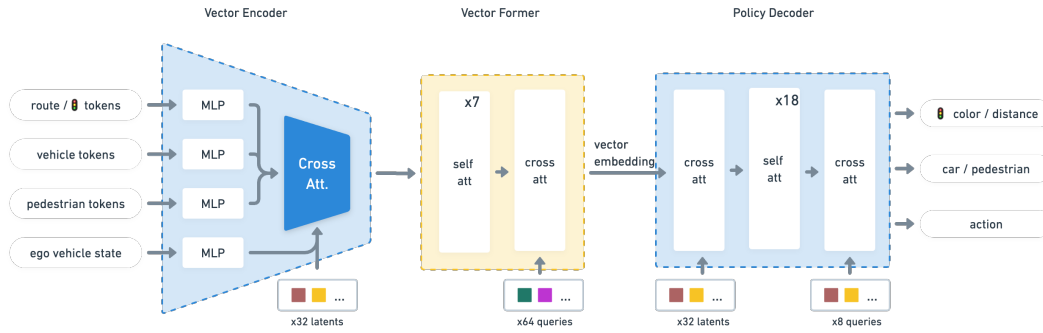 Vector Encoder
Vector Former
Policy Decoder
route / tokens
vehicle tokens
pedestrian tokens
ego vehicle state
MLP
MLP
MLP
MLP
Cross
Att.
x32 latents
x7
self
att
cross
att
x64 queries
vector
embedding
cross
att
x18
self
att
cross
att
x32 latents
x8 queries
color / distance
car / pedestrian
action
...
...
...
...